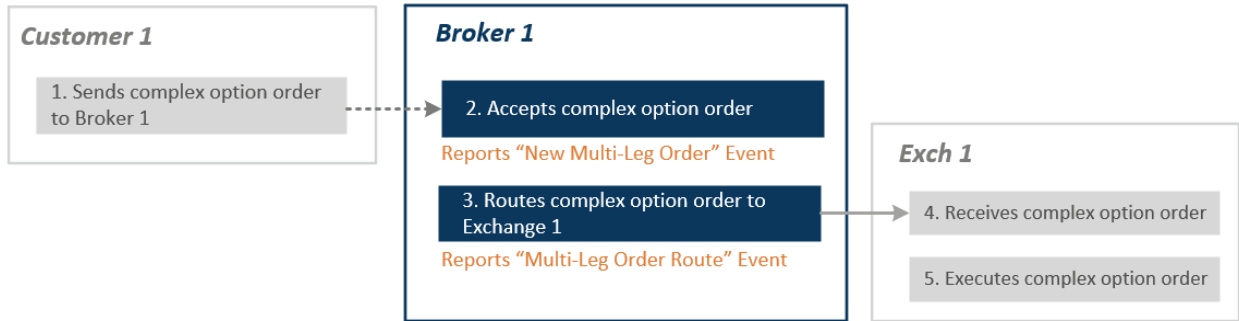 Customer 1
1. Sends complex option order
to Broker 1
Broker 1
2. Accepts complex option order
Reports “New Multi-Leg Order” Event
3. Routes complex option order to
Exchange 1
Reports “Multi-Leg Order Route” Event
Exch 1
4. Receives complex option order
5. Executes complex option order